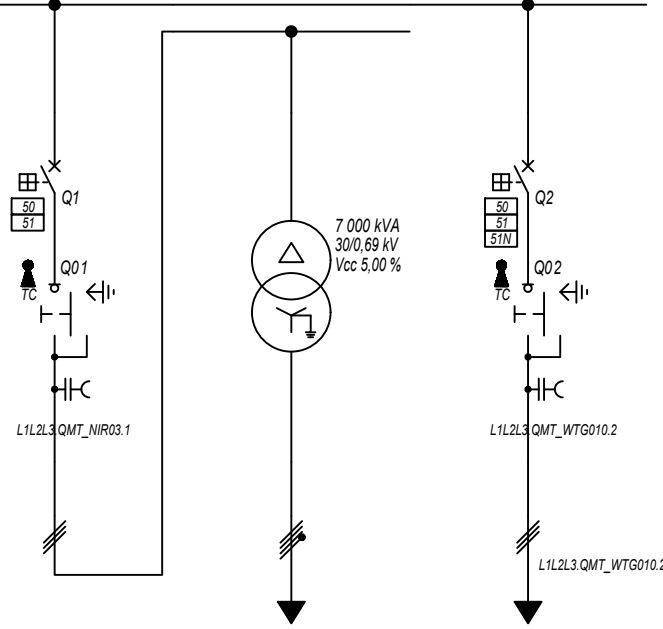 Q1
50
51
Q01
TC
L1L2L3.QMT_NIR03.1
7 000 kVA
30/0,69 kV
Vcc 5,00 %
Q2
50
51
51N
Q02
TC
L1L2L3.QMT_WTG010.2
L1L2L3.QMT_WTG010.2